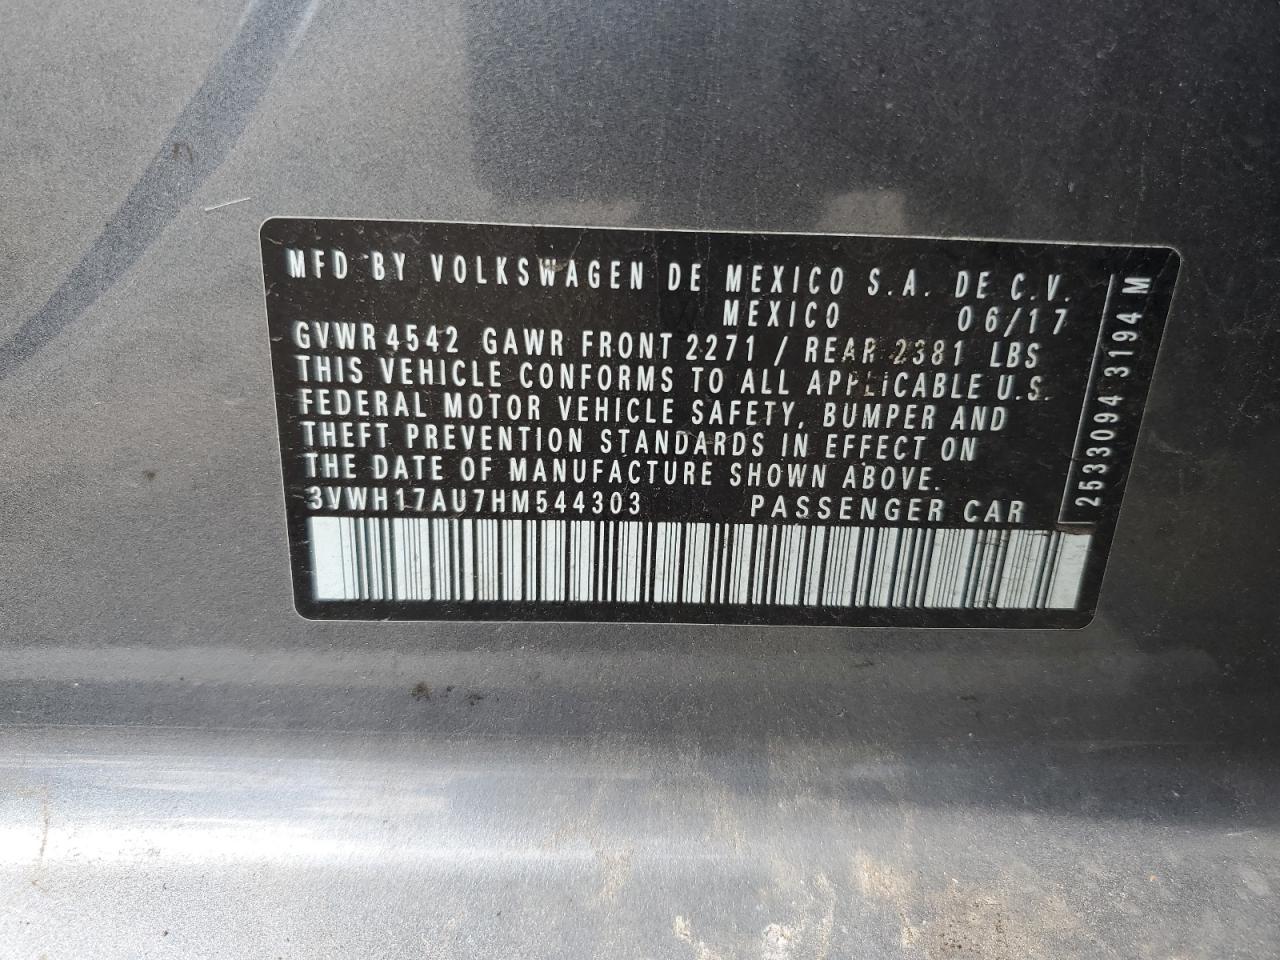 MFD BY VOLKSWAGEN DE MEXICO S.A. DE C.V.
MEXICO 06/17
GVWR 4542 GAWR FRONT 2271 / REAR 2381 LBS
THIS VEHICLE CONFORMS TO ALL APPLICABLE U.S.
FEDERAL MOTOR VEHICLE SAFETY, BUMPER AND
THEFT PREVENTION STANDARDS IN EFFECT ON
THE DATE OF MANUFACTURE SHOWN ABOVE.
3VWH17AU7HM544303 PASSENGER CAR
2533094 3194 M